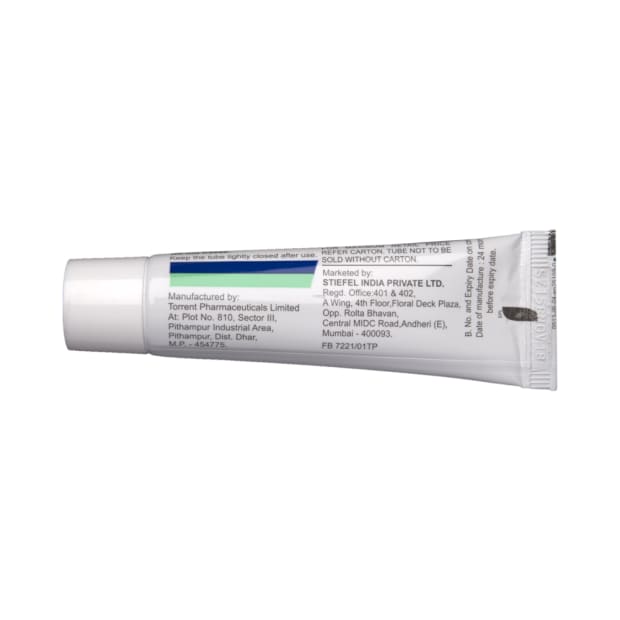 Keep the tube tightly closed after use.
Manufactured by:
Torrent Pharmaceuticals Limited
At: Plot No. 810, Sector III,
Pithampur Industrial Area,
Pithampur, Dist. Dhar,
M.P. - 454775.
RETAIL PRICE
REFER CARTON. TUBE NOT TO BE
SOLD WITHOUT CARTON.
Marketed by:
STIEFEL INDIA PRIVATE LTD.
Regd. Office:401 & 402,
A Wing, 4th Floor,Floral Deck Plaza,
Opp. Rolta Bhavan,
Central MIDC Road,Andheri (E),
Mumbai - 400093.
FB 7221/01TP
B. No. and Expiry Date on
Date of manufacture : 24
before expiry date.